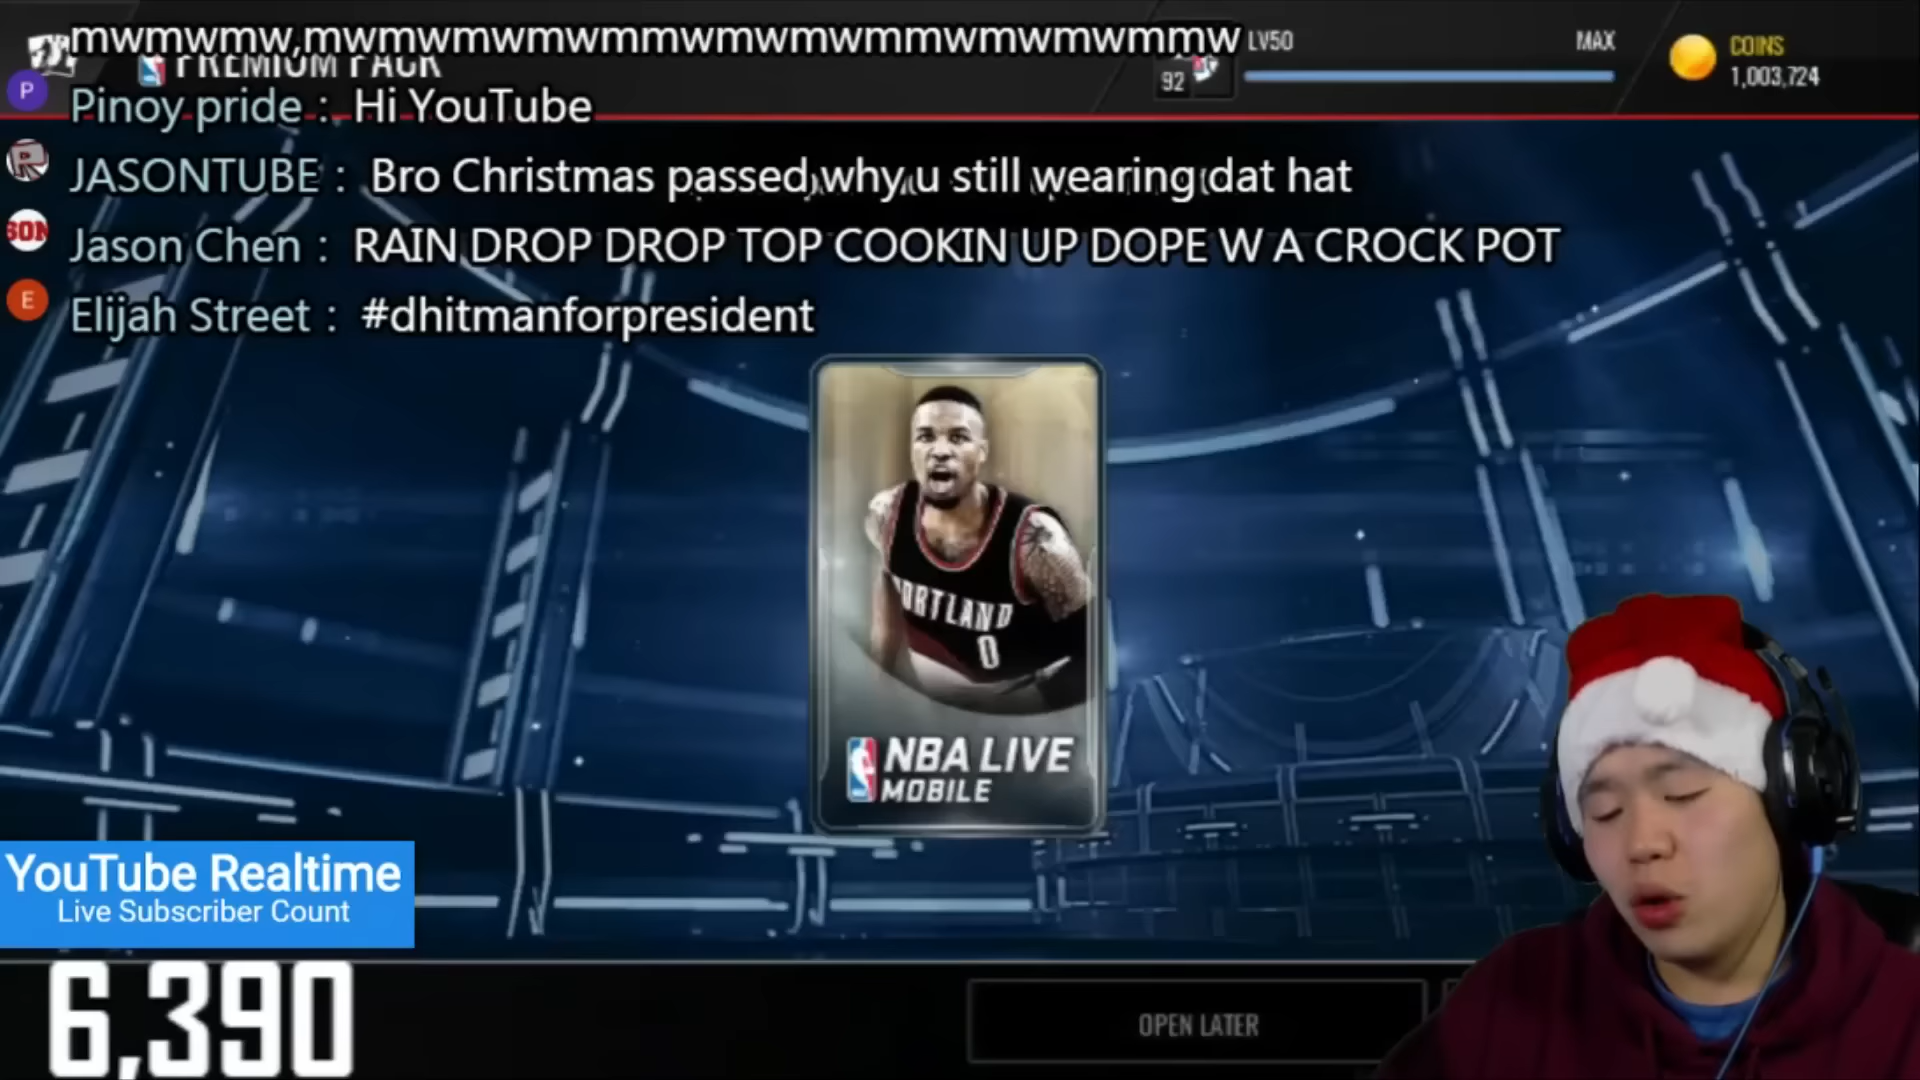 mwmwmw,mwmwmwmwmmwmwmwmmwmwmwmmw
PREMIUM PACK
92
LV50
MAX
COINS
1,003,724
P
Pinoy pride : Hi YouTube
JASONTUBE : Bro Christmas passed why u still wearing dat hat
Jason Chen : RAIN DROP DROP TOP COOKIN UP DOPE W A CROCK POT
E
Elijah Street : #dhitmanforpresident
PORTLAND
0
NBA LIVE
MOBILE
YouTube Realtime
Live Subscriber Count
6,390
OPEN LATER